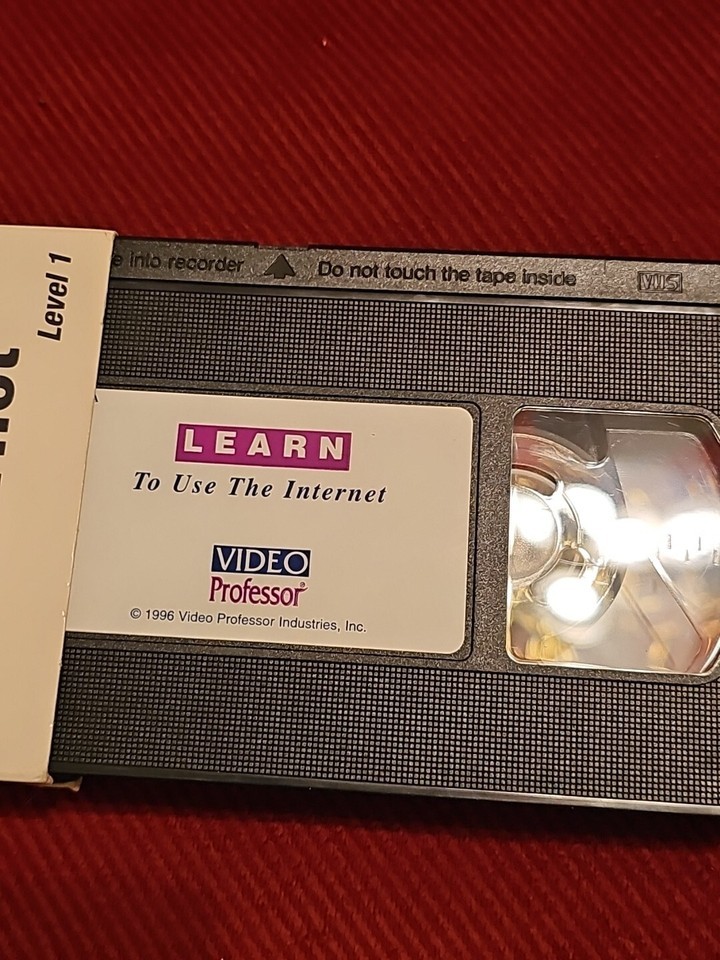 Level 1
into recorder
Do not touch the tape inside
VHS
LEARN
To Use The Internet
VIDEO
Professor®
© 1996 Video Professor Industries, Inc.